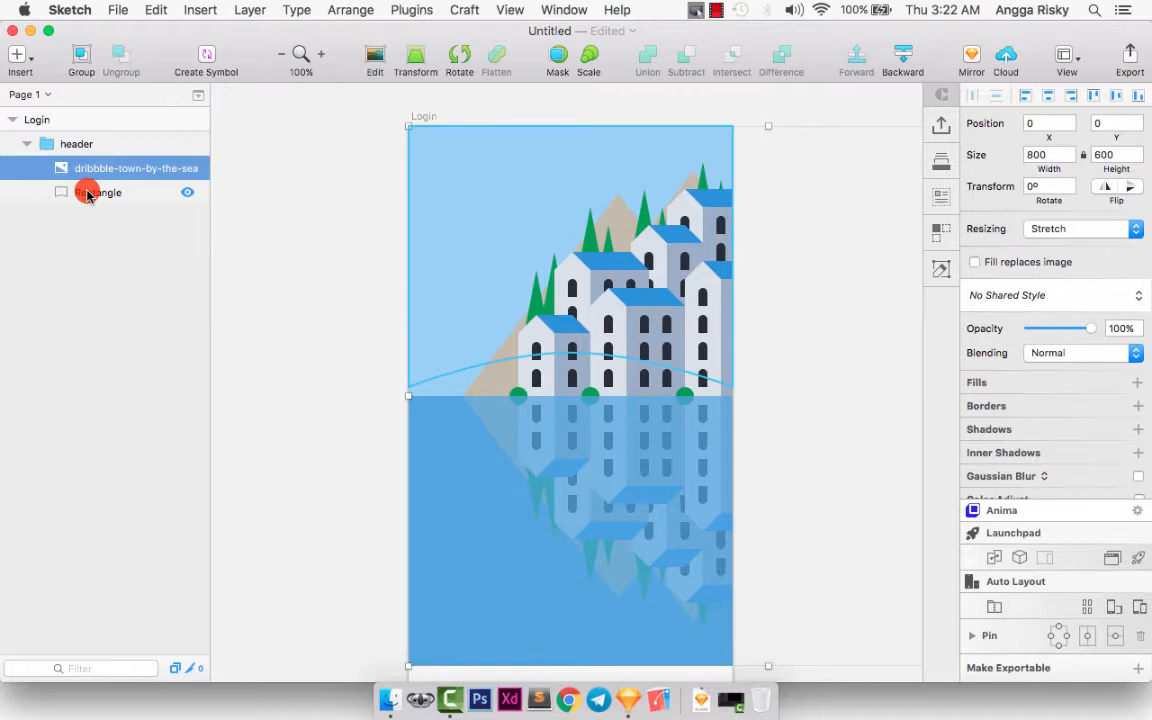 Sketch File Edit Insert Layer Type Arrange Plugins Craft View Window Help 100% Thu 3:22 AM Angga Risky
Untitled — Edited
Insert Group Ungroup Create Symbol - 100% + Edit Transform Rotate Flatten Mask Scale Union Subtract Intersect Difference Forward Backward Mirror Cloud View Export
Page 1
Login
header
dribbble-town-by-the-sea
Login
Position 0 0
X Y
Size 800 600
Width Height
Transform 0º
Rotate Flip
Resizing Stretch
Fill replaces image
No Shared Style
Opacity 100%
Blending Normal
Fills
Borders
Shadows
Inner Shadows
Gaussian Blur
Anima
Launchpad
Auto Layout
Pin
Make Exportable
Filter 0
Ps Xd S